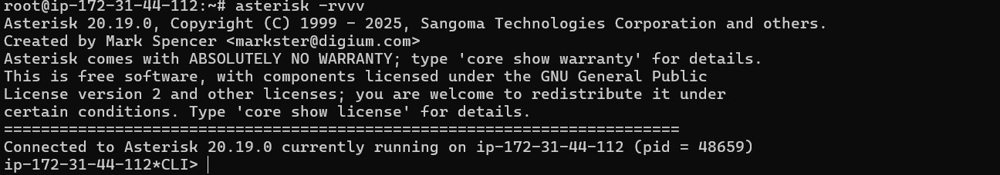 root@ip-172-31-44-112:~# asterisk -rvvv
Asterisk 20.19.0, Copyright (C) 1999 - 2025, Sangoma Technologies Corporation and others.
Created by Mark Spencer <markster@digium.com>
Asterisk comes with ABSOLUTELY NO WARRANTY; type 'core show warranty' for details.
This is free software, with components licensed under the GNU General Public
License version 2 and other licenses; you are welcome to redistribute it under
certain conditions. Type 'core show license' for details.
=========================================================================
Connected to Asterisk 20.19.0 currently running on ip-172-31-44-112 (pid = 48659)
ip-172-31-44-112*CLI>